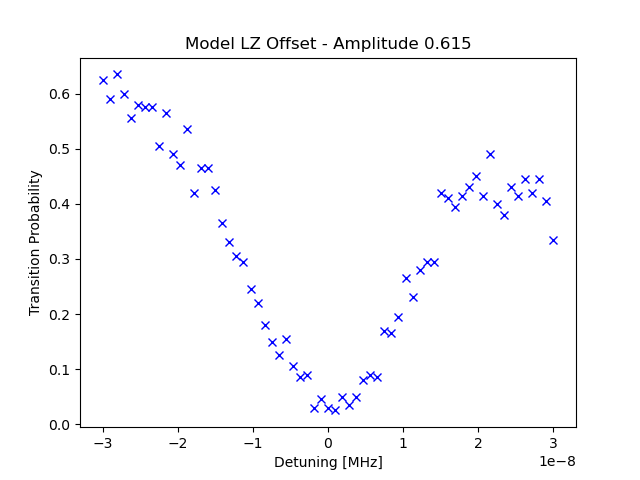 Model LZ Offset - Amplitude 0.615
Transition Probability
0.6
0.5
0.4
0.3
0.2
0.1
0.0
−3 −2 −1 0 1 2 3
1e−8
Detuning [MHz]